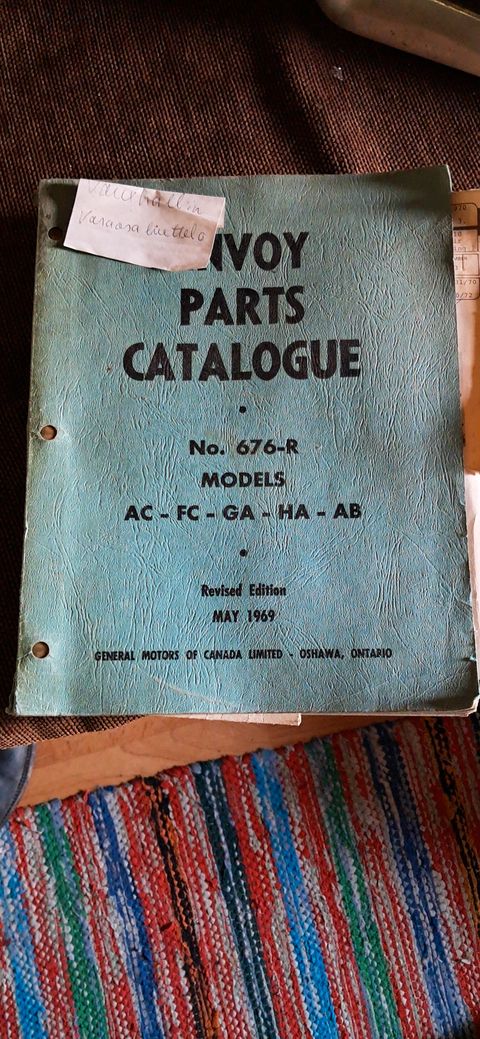 Vauxhallin
Varaosaluettelo
NVOY
PARTS
CATALOGUE
No. 676-R
MODELS
AC - FC - GA - HA - AB
Revised Edition
MAY 1969
GENERAL MOTORS OF CANADA LIMITED - OSHAWA, ONTARIO